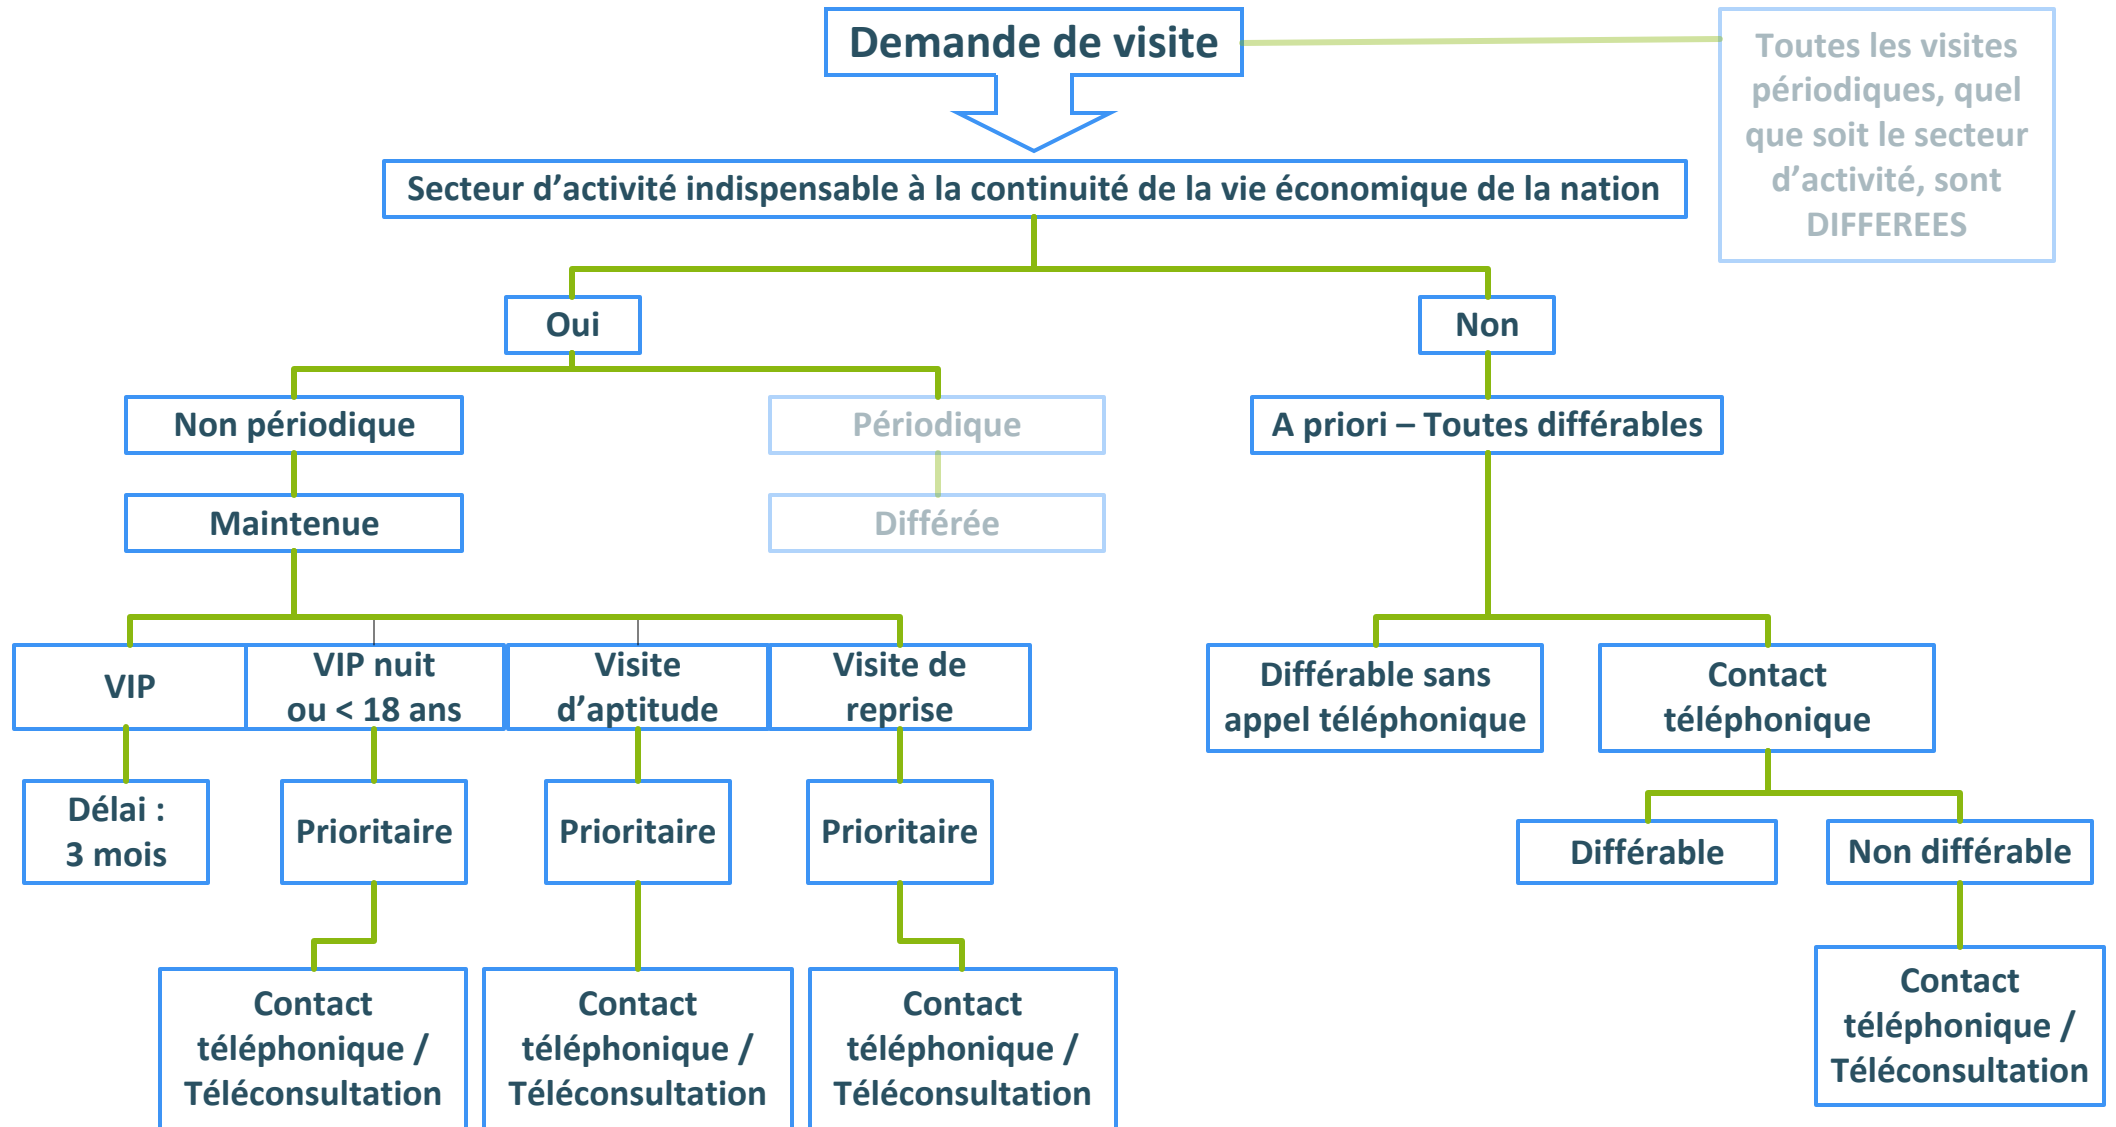 Demande de visite
Toutes les visites
périodiques, quel
que soit le secteur
d’activité, sont
DIFFEREES
Secteur d’activité indispensable à la continuité de la vie économique de la nation
Oui
Non
Non périodique
Périodique
A priori – Toutes différables
Maintenue
Différée
VIP
VIP nuit
ou < 18 ans
Visite
d’aptitude
Visite de
reprise
Différable sans
appel téléphonique
Contact
téléphonique
Délai :
3 mois
Prioritaire
Prioritaire
Prioritaire
Différable
Non différable
Contact
téléphonique /
Téléconsultation
Contact
téléphonique /
Téléconsultation
Contact
téléphonique /
Téléconsultation
Contact
téléphonique /
Téléconsultation